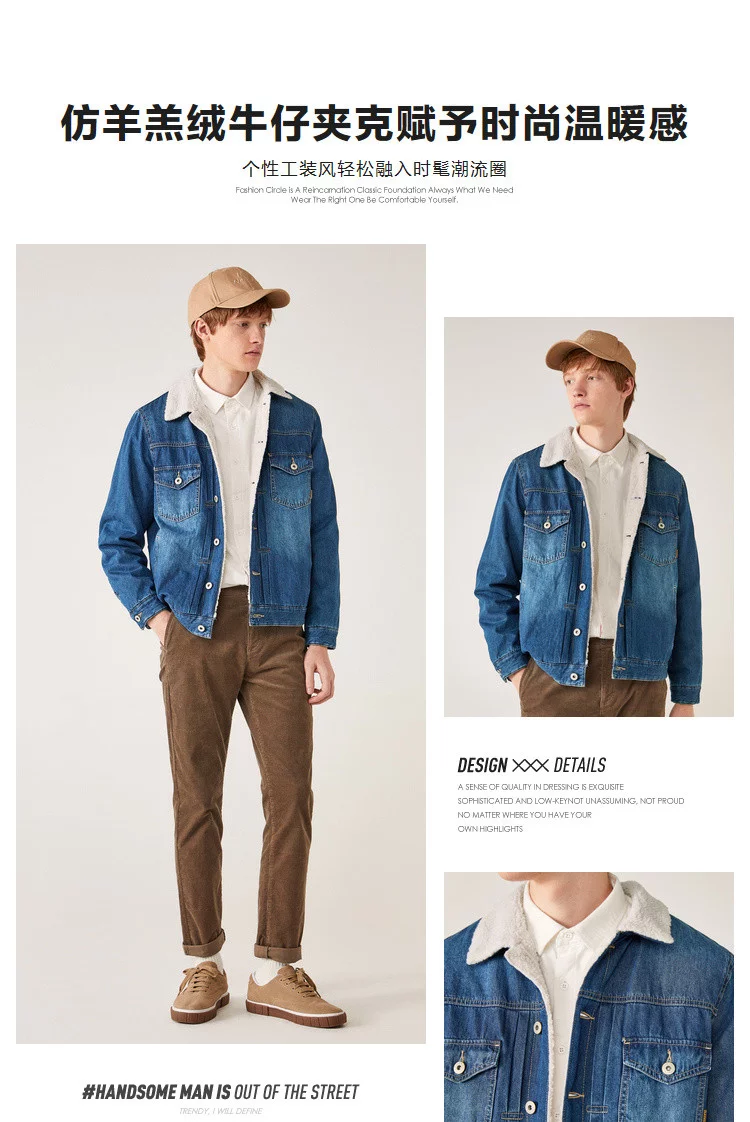 仿羊羔绒牛仔夹克赋予时尚温暖感
个性工装风轻松融入时髦潮流圈
Fashion Circle is A Reincarnation Classic Foundation Always What We Need
Wear The Right One Be Comfortable Yourself.
DESIGN XXX DETAILS
A SENSE OF QUALITY IN DRESSING IS EXQUISITE
SOPHISTICATED AND LOW-KEYNOT UNASSUMING, NOT PROUD
NO MATTER WHERE YOU HAVE YOUR
OWN HIGHLIGHTS
#HANDSOME MAN IS OUT OF THE STREET
TRENDY, I WILL DEFINE